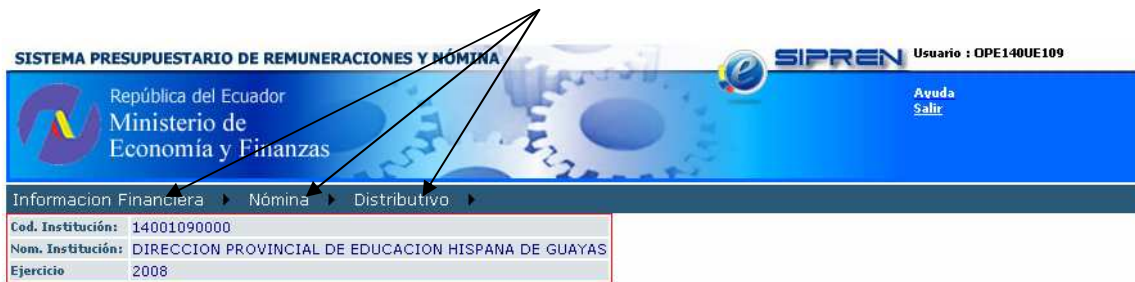 SISTEMA PRESUPUESTARIO DE REMUNERACIONES Y NÓMINA
e SIPREN
Usuario : OPE140UE109
República del Ecuador
Ministerio de
Economía y Finanzas
Ayuda
Salir
Informacion Financiera Nómina Distributivo
Cod. Institución: 14001090000
Nom. Institución: DIRECCION PROVINCIAL DE EDUCACION HISPANA DE GUAYAS
Ejercicio 2008